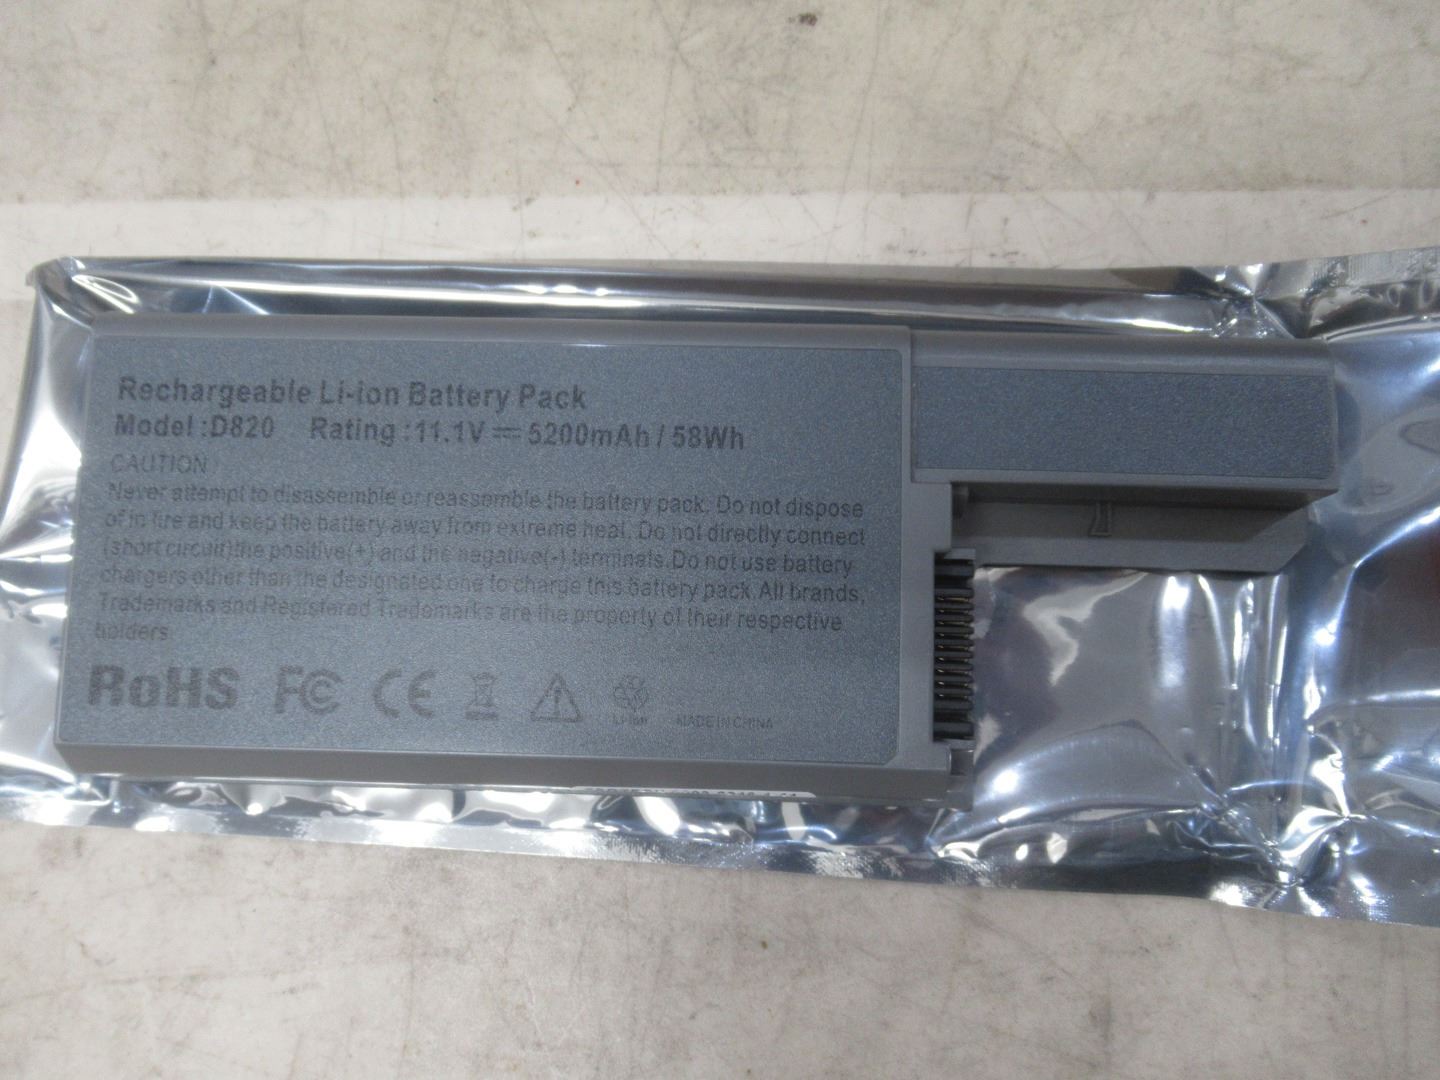 Rechargeable Li-ion Battery Pack
Model :D820 Rating :11.1V ⎓ 5200mAh / 58Wh
CAUTION :
Never attempt to disassemble or reassemble the battery pack. Do not dispose
of in fire and keep the battery away from extreme heat. Do not directly connect
(short circuit)the positive(+) and the negative(-) terminals.Do not use battery
chargers other than the designated one to charge this battery pack.All brands,
Trademarks and Registered Trademarks are the property of their respective
holders.
RoHS FC CE Li-ion MADE IN CHINA